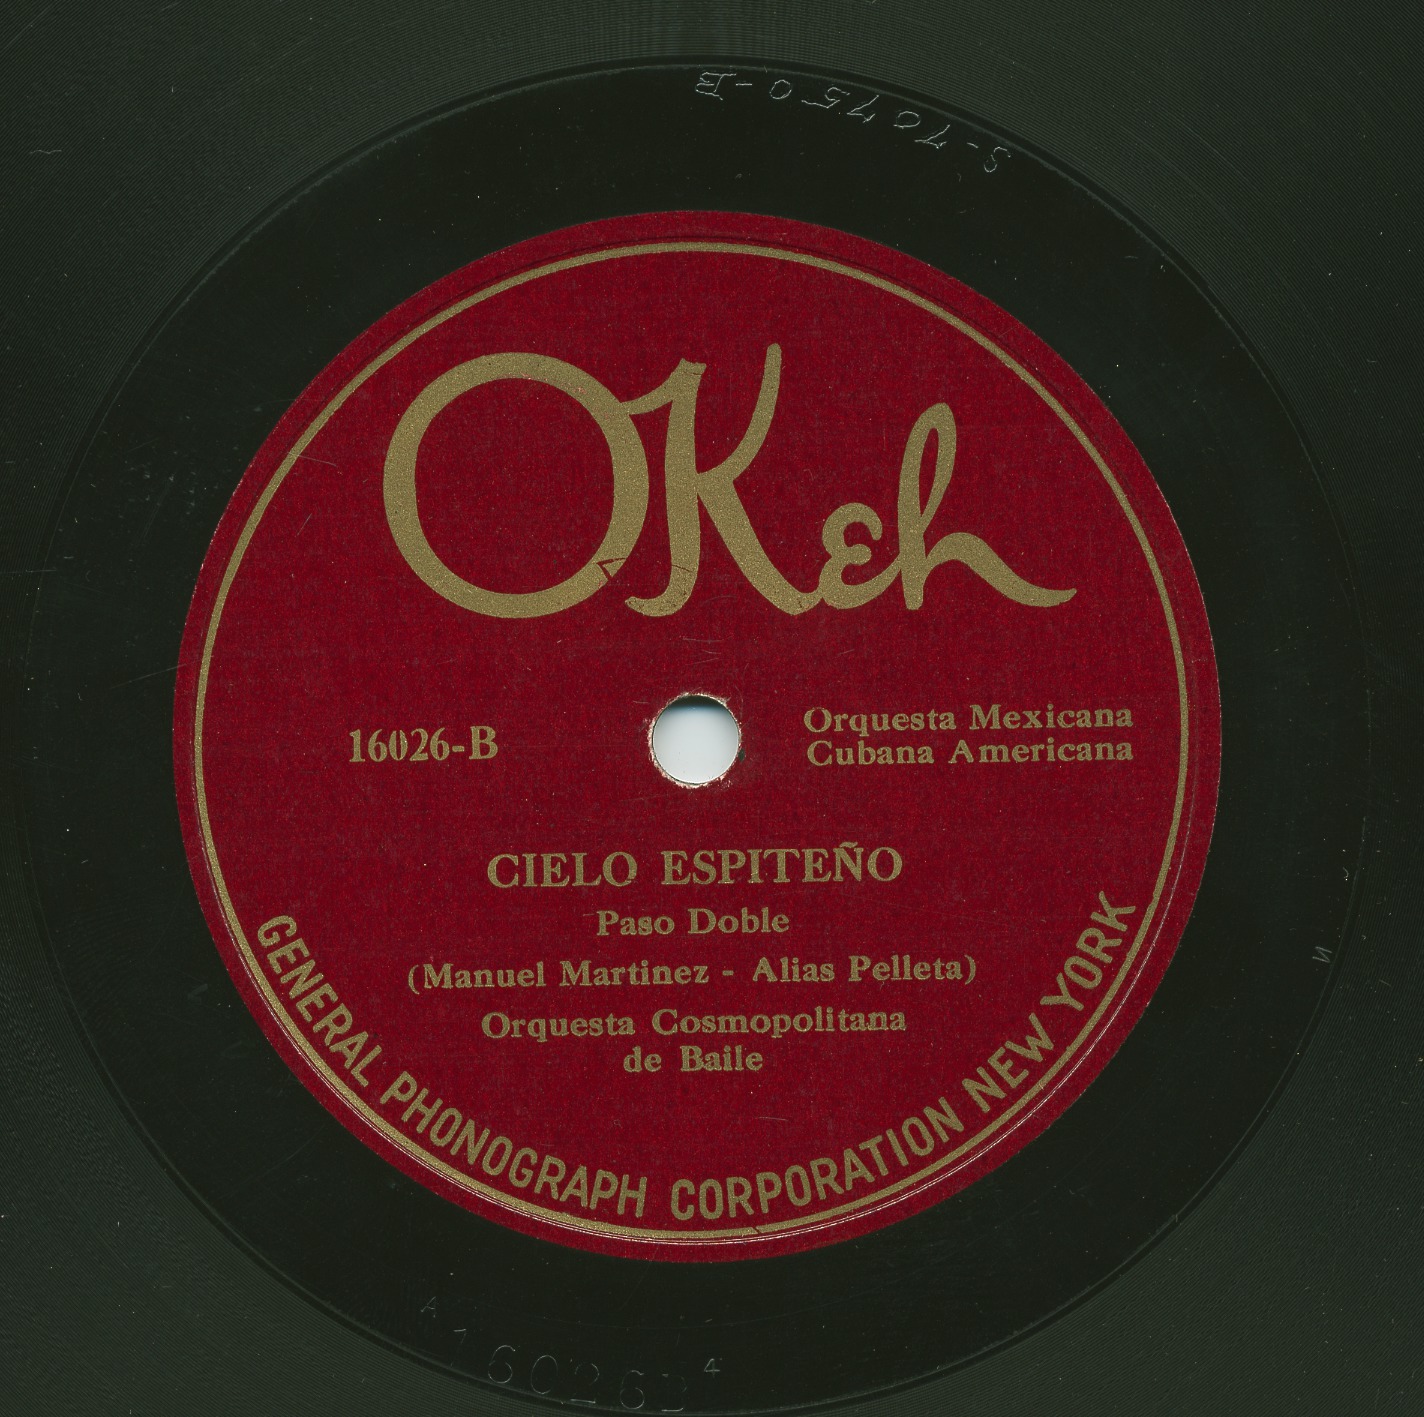 S-70750-B
OKeh
16026-B
Orquesta Mexicana
Cubana Americana
CIELO ESPITEÑO
Paso Doble
(Manuel Martinez - Alias Pelleta)
Orquesta Cosmopolitana
de Baile
GENERAL PHONOGRAPH CORPORATION NEW YORK
N
A
4